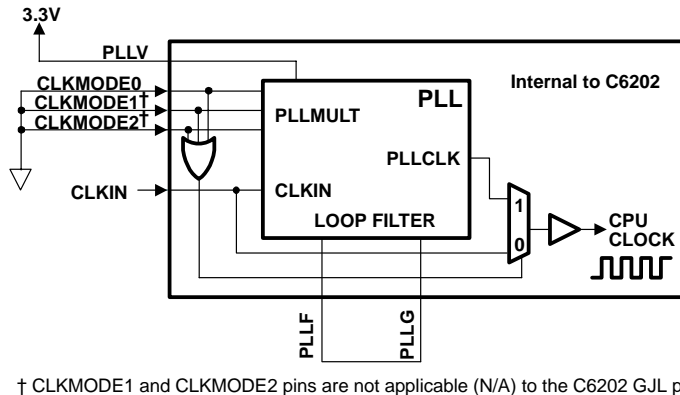 3.3V
PLLV
CLKMODE0
CLKMODE1†
CLKMODE2†
Internal to C6202
PLL
PLLMULT
PLLCLK
CLKIN
CLKIN
LOOP FILTER
1
0
CPU
CLOCK
PLLF
PLLG
† CLKMODE1 and CLKMODE2 pins are not applicable (N/A) to the C6202 GJL p